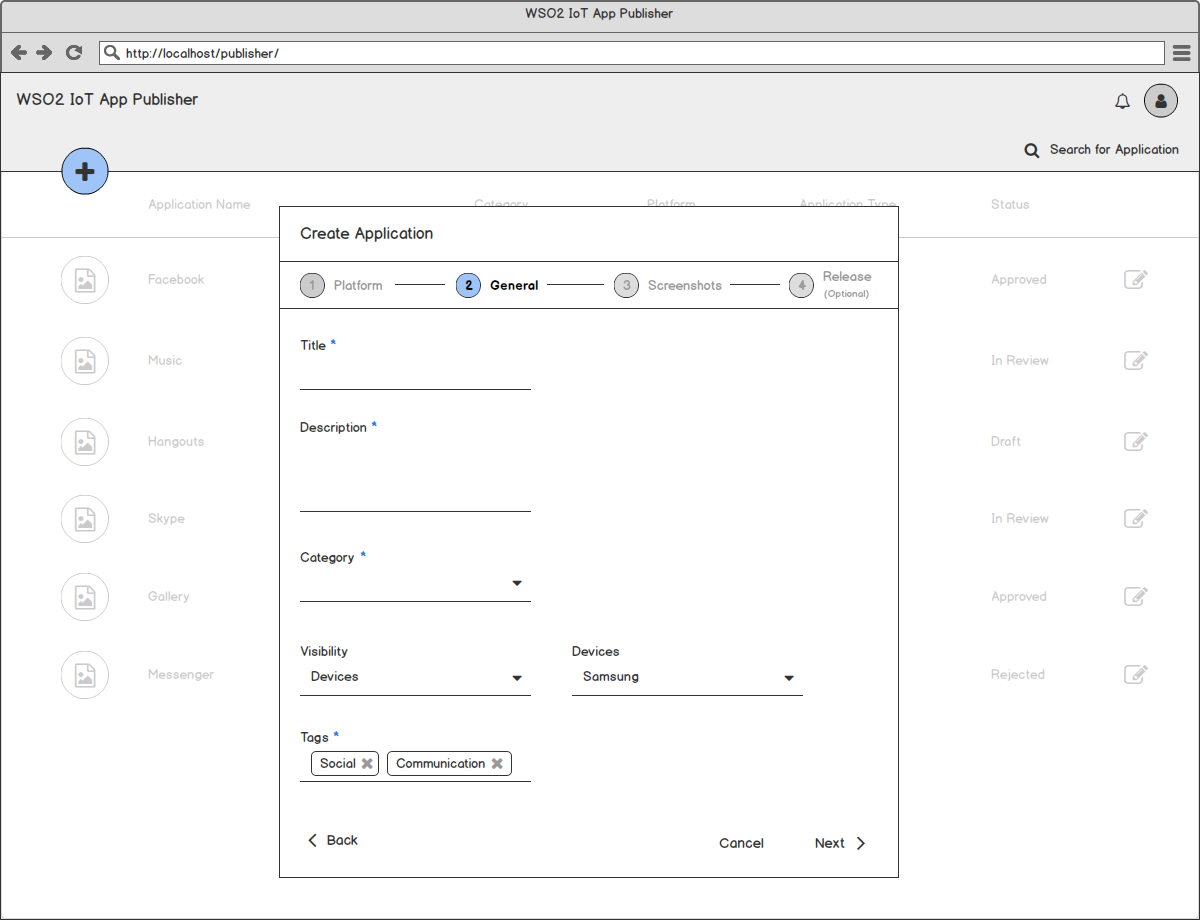 WSO2 IoT App Publisher
http://localhost/publisher/
WSO2 IoT App Publisher
Search for Application
Application Name Category Platform Application Type Status
Create Application
1 Platform 2 General 3 Screenshots 4 Release
(Optional)
Facebook Approved
Title *
Music In Review
Description *
Hangouts Draft
Skype In Review
Category *
Gallery Approved
Visibility Devices
Devices Samsung
Messenger Rejected
Tags *
Social Communication
Back Cancel Next